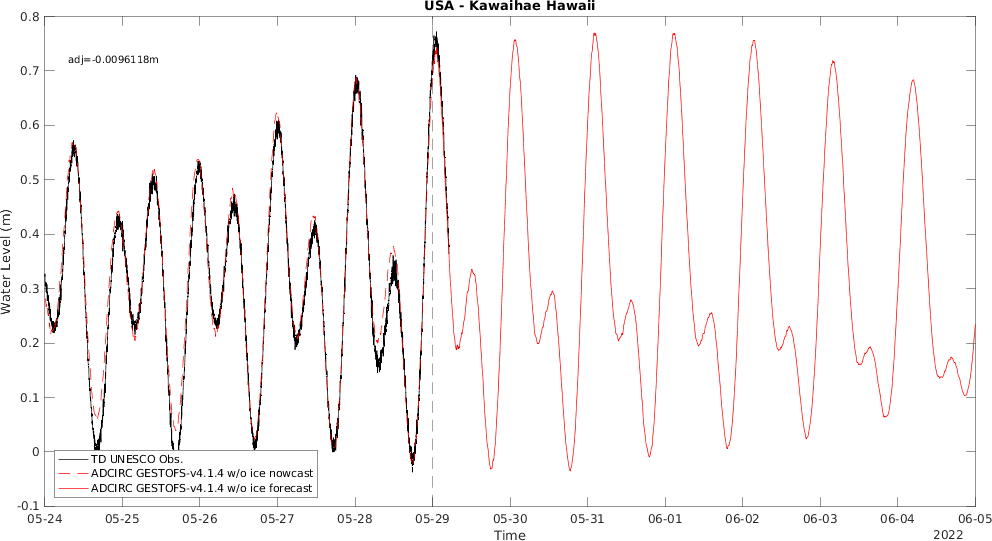 USA - Kawaihae Hawaii
adj=-0.0096118m
Water Level (m)
0.8
0.7
0.6
0.5
0.4
0.3
0.2
0.1
0
-0.1
TD UNESCO Obs.
ADCIRC GESTOFS-v4.1.4 w/o ice nowcast
ADCIRC GESTOFS-v4.1.4 w/o ice forecast
05-24 05-25 05-26 05-27 05-28 05-29 05-30 05-31 06-01 06-02 06-03 06-04 06-05
Time
2022